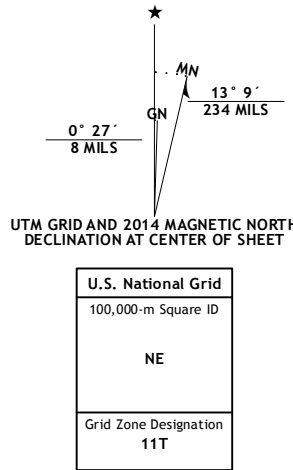 MN
GN
13° 9´
234 MILS
0° 27´
8 MILS
UTM GRID AND 2014 MAGNETIC NORTH
DECLINATION AT CENTER OF SHEET
U.S. National Grid
100,000-m Square ID
NE
Grid Zone Designation
11T